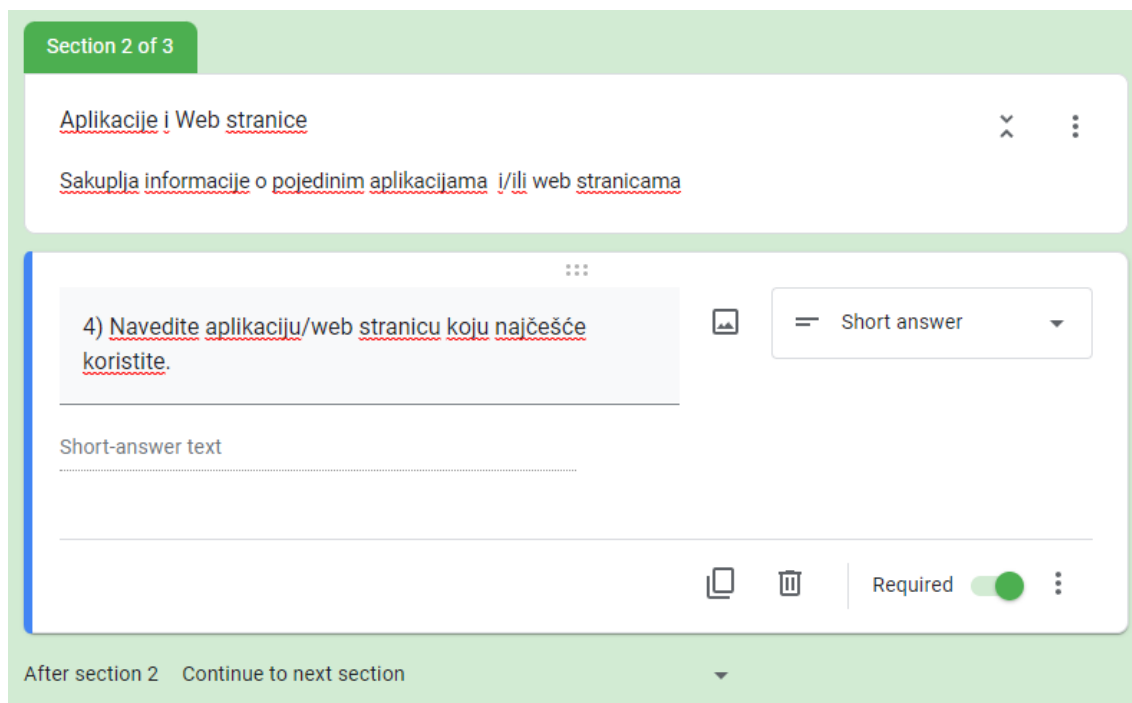 Section 2 of 3
Aplikacije i Web stranice
Sakuplja informacije o pojedinim aplikacijama  i/ili web stranicama
4) Navedite aplikaciju/web stranicu koju najčešće
koristite.
Short answer
Short-answer text
Required
After section 2 Continue to next section